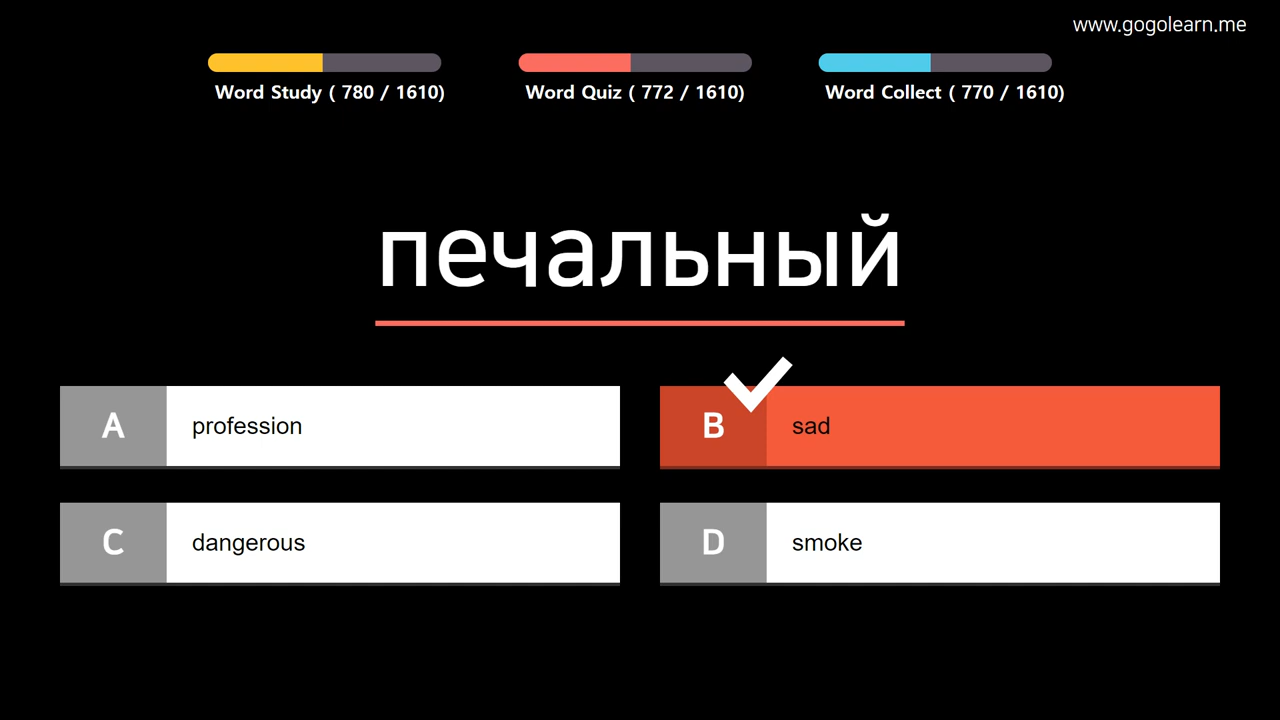 www.gogolearn.me
Word Study ( 780 / 1610)
Word Quiz ( 772 / 1610)
Word Collect ( 770 / 1610)
печальный
A profession
B sad
C dangerous
D smoke